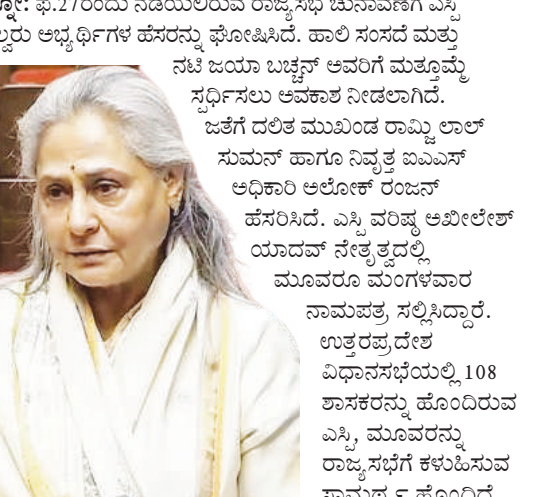 ಫೆ.27ರಂದು ನಡೆಯಲಿರುವ ರಾಜ್ಯಸಭೆ ಚುನಾವಣೆಗೆ ಎಸ್ಪಿ
ಅಭ್ಯರ್ಥಿಗಳ ಹೆಸರನ್ನು ಘೋಷಿಸಿದೆ. ಹಾಲಿ ಸಂಸದೆ ಮತ್ತು
ನಟಿ ಜಯಾ ಬಚ್ಚನ್ ಅವರಿಗೆ ಮತ್ತೊಮ್ಮೆ
ಸ್ಪರ್ಧಿಸಲು ಅವಕಾಶ ನೀಡಲಾಗಿದೆ.
ಜತೆಗೆ ದಲಿತ ಮುಖಂಡ ರಾಮ್ಜಿ ಲಾಲ್
ಸುಮನ್ ಹಾಗೂ ನಿವೃತ್ತ ಐಎಎಸ್
ಅಧಿಕಾರಿ ಅಲೋಕ್ ರಂಜನ್
ಹೆಸರಿಸಿದೆ. ಎಸ್ಪಿ ವರಿಷ್ಠ ಅಖಿಲೇಶ್
ಯಾದವ್ ನೇತೃತ್ವದಲ್ಲಿ
ಮೂವರೂ ಮಂಗಳವಾರ
ನಾಮಪತ್ರ ಸಲ್ಲಿಸಿದ್ದಾರೆ.
ಉತ್ತರಪ್ರದೇಶ
ವಿಧಾನಸಭೆಯಲ್ಲಿ 108
ಶಾಸಕರನ್ನು ಹೊಂದಿರುವ
ಎಸ್ಪಿ, ಮೂವರನ್ನು
ರಾಜ್ಯಸಭೆಗೆ ಕಳುಹಿಸುವ